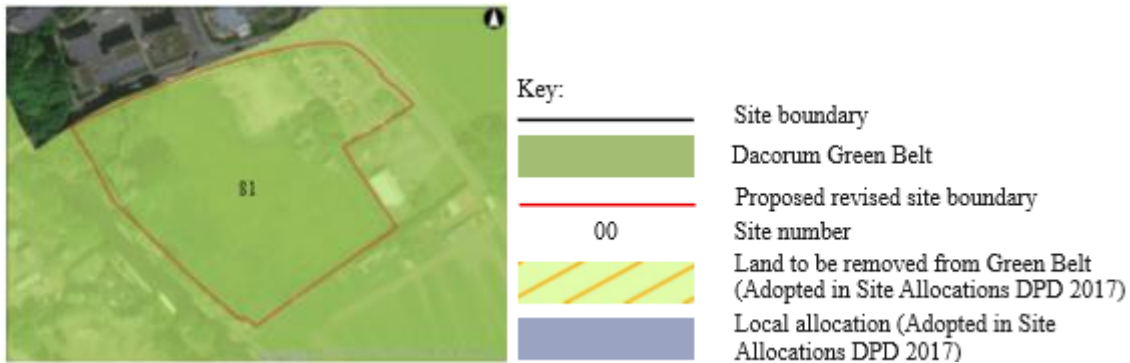 81
Key:
Site boundary
Dacorum Green Belt
Proposed revised site boundary
00 Site number
Land to be removed from Green Belt
(Adopted in Site Allocations DPD 2017)
Local allocation (Adopted in Site
Allocations DPD 2017)